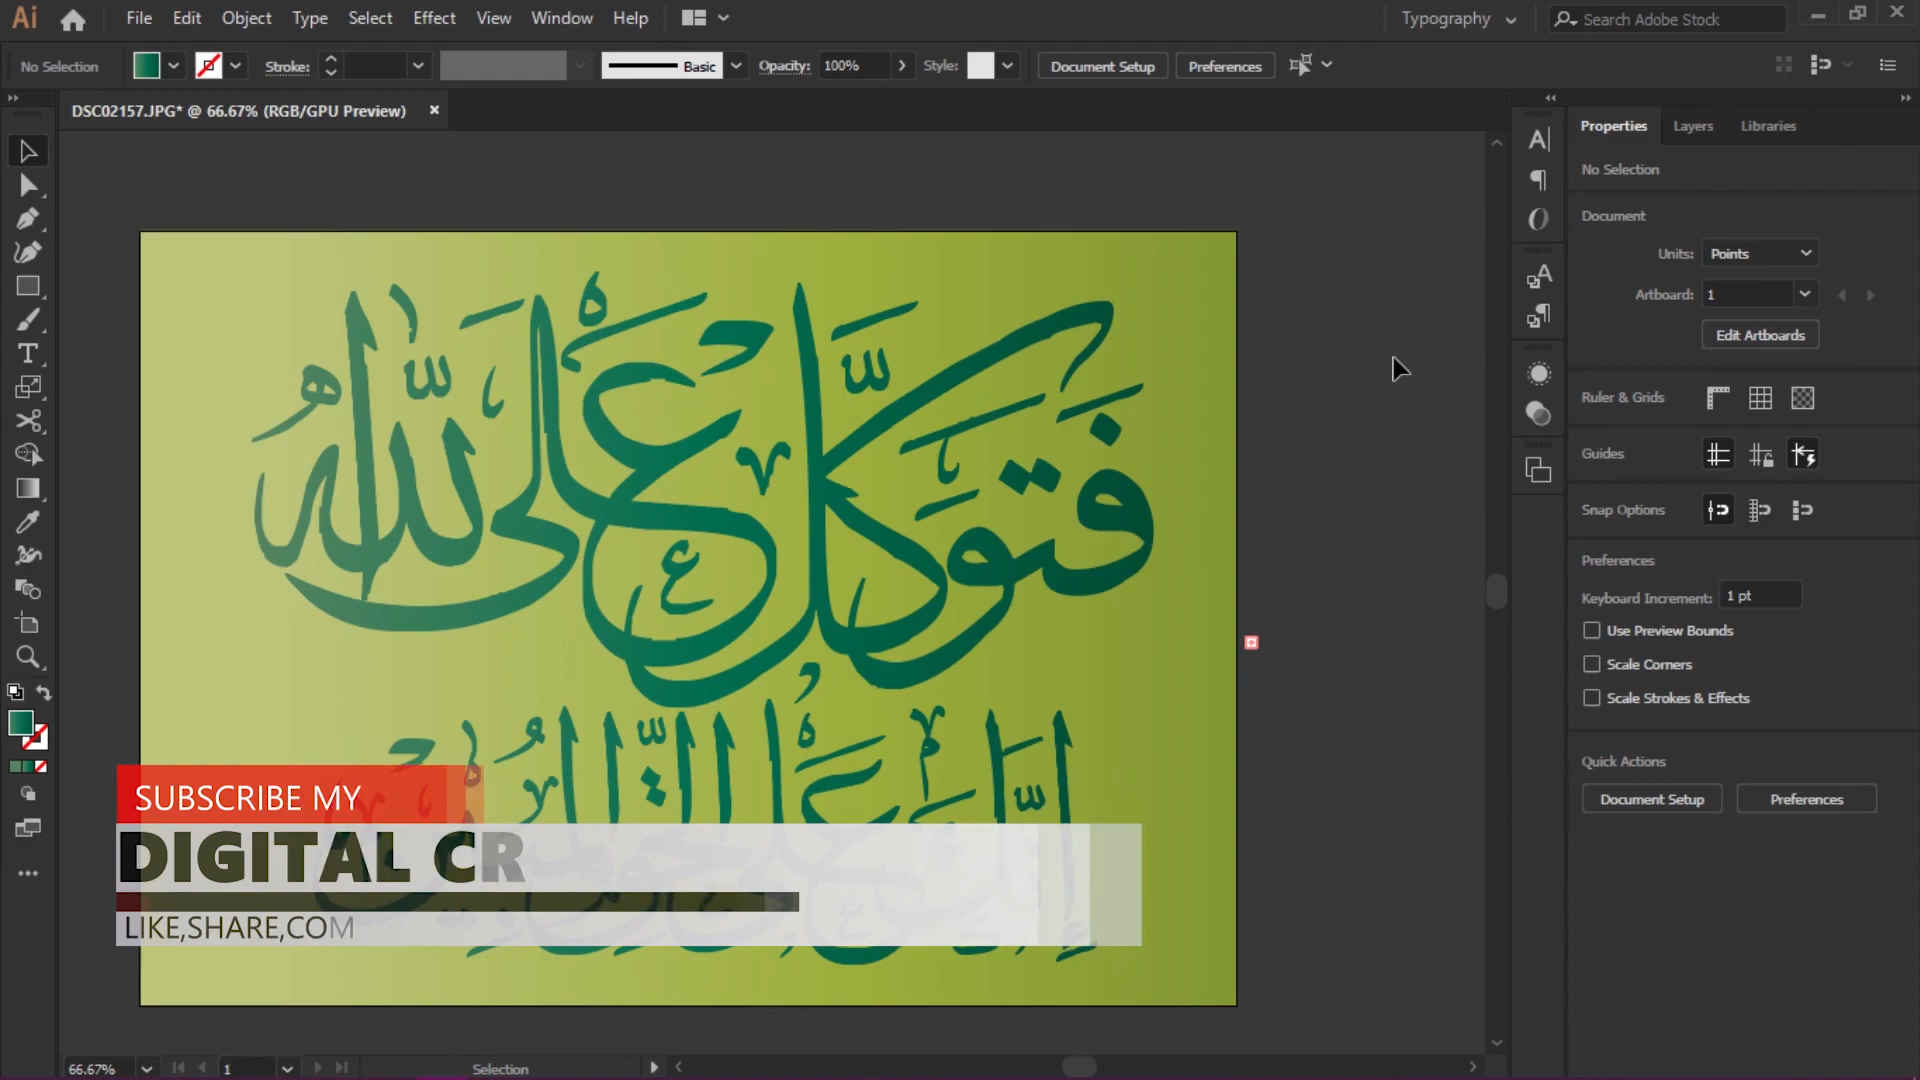 Ai File Edit Object Type Select Effect View Window Help Typography Search Adobe Stock
No Selection Stroke: Basic Opacity: 100% Style: Document Setup Preferences
DSC02157.JPG* @ 66.67% (RGB/GPU Preview)
Properties Layers Libraries
No Selection
Document
Units: Points
Artboard: 1
Edit Artboards
Ruler & Grids
Guides
Snap Options
Preferences
Keyboard Increment: 1 pt
Use Preview Bounds
Scale Corners
Scale Strokes & Effects
Quick Actions
Document Setup Preferences
فَتَوَكَّلْ عَلَى اللّٰهِ
SUBSCRIBE MY
DIGITAL CR
LIKE,SHARE,COM
66.67% 1 Selection